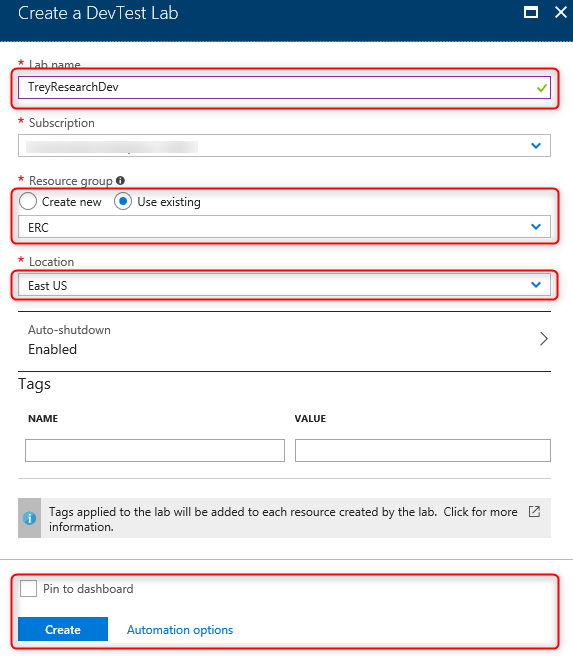 Create a DevTest Lab
* Lab name
TreyResearchDev
* Subscription
* Resource group
Create new Use existing
ERC
* Location
East US
Auto-shutdown
Enabled
Tags
NAME VALUE
Tags applied to the lab will be added to each resource created by the lab. Click for more
information.
Pin to dashboard
Create Automation options